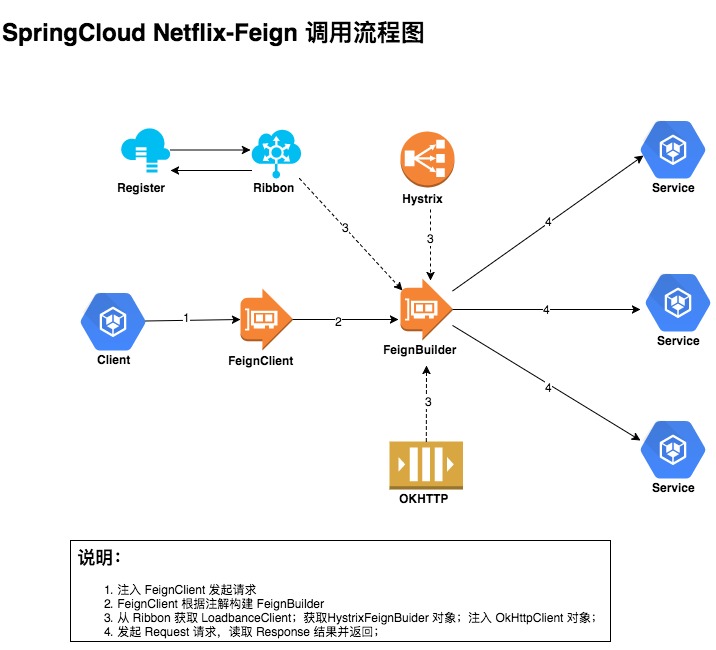 SpringCloud Netflix-Feign 调用流程图
Register
Ribbon
Hystrix
Service
3
3
4
Client
1
FeignClient
2
FeignBuilder
4
Service
3
4
OKHTTP
Service
说明：
1. 注入 FeignClient 发起请求
2. FeignClient 根据注解构建 FeignBuilder
3. 从 Ribbon 获取 LoadbanceClient；获取HystrixFeignBuider 对象；注入 OkHttpClient 对象；
4. 发起 Request 请求，读取 Response 结果并返回；